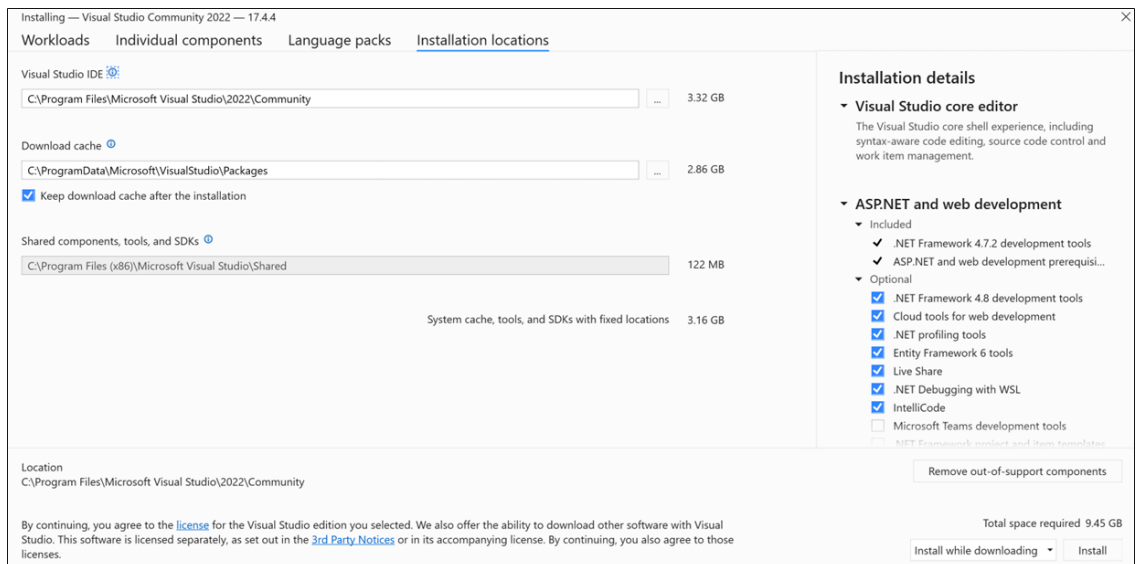 Installing — Visual Studio Community 2022 — 17.4.4
Workloads Individual components Language packs Installation locations
Visual Studio IDE
C:\Program Files\Microsoft Visual Studio\2022\Community ... 3.32 GB
Download cache
C:\ProgramData\Microsoft\VisualStudio\Packages ... 2.86 GB
Keep download cache after the installation
Shared components, tools, and SDKs
C:\Program Files (x86)\Microsoft Visual Studio\Shared 122 MB
System cache, tools, and SDKs with fixed locations 3.16 GB
Installation details
Visual Studio core editor
The Visual Studio core shell experience, including
syntax-aware code editing, source code control and
work item management.
ASP.NET and web development
Included
.NET Framework 4.7.2 development tools
ASP.NET and web development prerequisi...
Optional
.NET Framework 4.8 development tools
Cloud tools for web development
.NET profiling tools
Entity Framework 6 tools
Live Share
.NET Debugging with WSL
IntelliCode
Microsoft Teams development tools
.NET Framework project and item templates
Location
C:\Program Files\Microsoft Visual Studio\2022\Community
By continuing, you agree to the license for the Visual Studio edition you selected. We also offer the ability to download other software with Visual
Studio. This software is licensed separately, as set out in the 3rd Party Notices or in its accompanying license. By continuing, you also agree to those
licenses.
Remove out-of-support components
Total space required 9.45 GB
Install while downloading Install